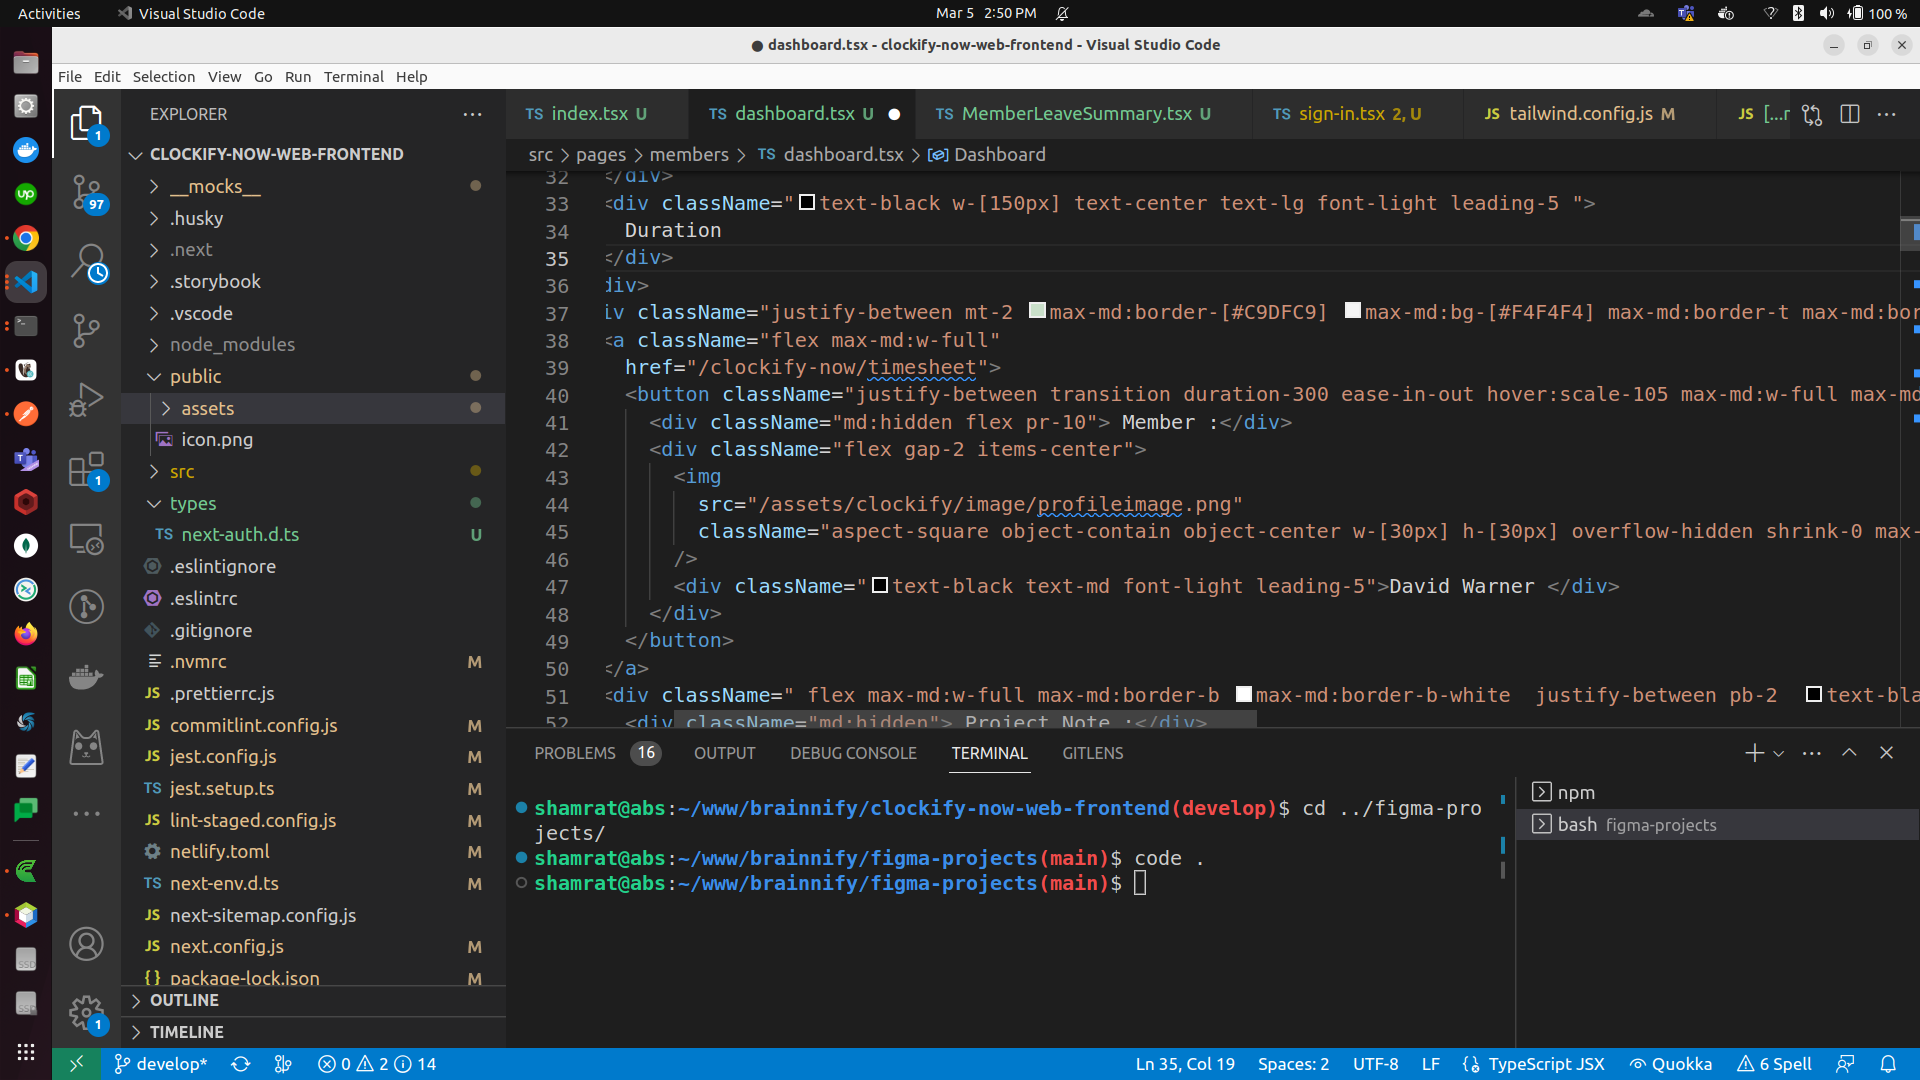 Activities
Visual Studio Code
Mar 5 2:50 PM
100 %
● dashboard.tsx - clockify-now-web-frontend - Visual Studio Code
File Edit Selection View Go Run Terminal Help
EXPLORER
index.tsx U
dashboard.tsx U
MemberLeaveSummary.tsx U
sign-in.tsx 2, U
tailwind.config.js M
src > pages > members > TS dashboard.tsx > Dashboard
CLOCKIFY-NOW-WEB-FRONTEND
__mocks__
.husky
.next
.storybook
.vscode
node_modules
public
assets
icon.png
src
types
TS next-auth.d.ts U
.eslintignore
.eslintrc
.gitignore
.nvmrc M
JS .prettierrc.js
JS commitlint.config.js M
JS jest.config.js M
TS jest.setup.ts M
JS lint-staged.config.js M
netlify.toml M
TS next-env.d.ts M
JS next-sitemap.config.js
JS next.config.js M
{} package-lock.json M
OUTLINE
TIMELINE
1
97
1
1
32 </div>
33 <div className="text-black w-[150px] text-center text-lg font-light leading-5 ">
34 Duration
35 </div>
36 div>
37 iv className="justify-between mt-2 max-md:border-[#C9DFC9] max-md:bg-[#F4F4F4] max-md:border-t max-md:bor
38 <a className="flex max-md:w-full"
39 href="/clockify-now/timesheet">
40 <button className="justify-between transition duration-300 ease-in-out hover:scale-105 max-md:w-full max-md
41 <div className="md:hidden flex pr-10"> Member :</div>
42 <div className="flex gap-2 items-center">
43 <img
44 src="/assets/clockify/image/profileimage.png"
45 className="aspect-square object-contain object-center w-[30px] h-[30px] overflow-hidden shrink-0 max-
46 />
47 <div className="text-black text-md font-light leading-5">David Warner </div>
48 </div>
49 </button>
50 </a>
51 <div className=" flex max-md:w-full max-md:border-b max-md:border-b-white justify-between pb-2 text-bla
52 <div className="md:hidden"> Project Note :</div>
PROBLEMS 16 OUTPUT DEBUG CONSOLE TERMINAL GITLENS
shamrat@abs:~/www/brainnify/clockify-now-web-frontend(develop)$ cd ../figma-pro
jects/
shamrat@abs:~/www/brainnify/figma-projects(main)$ code .
shamrat@abs:~/www/brainnify/figma-projects(main)$
npm
bash figma-projects
develop* 0 2 14
Ln 35, Col 19 Spaces: 2 UTF-8 LF {} TypeScript JSX Quokka 6 Spell